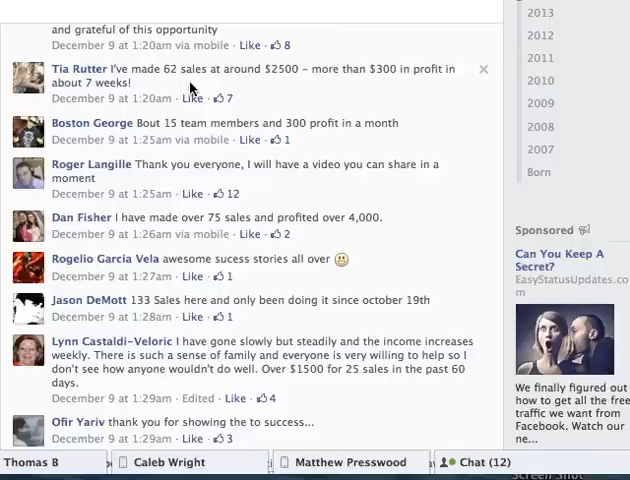 and grateful of this opportunity
December 9 at 1:20am via mobile · Like · 8
Tia Rutter I've made 62 sales at around $2500 – more than $300 in profit in
about 7 weeks!
December 9 at 1:20am · Like · 7
Boston George Bout 15 team members and 300 profit in a month
December 9 at 1:25am via mobile · Like · 1
Roger Langille Thank you everyone, I will have a video you can share in a
moment
December 9 at 1:25am · Like · 12
Dan Fisher I have made over 75 sales and profited over 4,000.
December 9 at 1:26am via mobile · Like · 2
Rogelio Garcia Vela awesome sucess stories all over
December 9 at 1:27am · Like · 1
Jason DeMott 133 Sales here and only been doing it since october 19th
December 9 at 1:28am · Like · 1
Lynn Castaldi-Veloric I have gone slowly but steadily and the income increases
weekly. There is such a sense of family and everyone is very willing to help so I
don't see how anyone wouldn't do well. Over $1500 for 25 sales in the past 60
days.
December 9 at 1:29am · Edited · Like · 4
Ofir Yariv thank you for showing the to success...
December 9 at 1:29am · Like · 3
2013
2012
2011
2010
2009
2008
2007
Born
Sponsored
Can You Keep A
Secret?
EasyStatusUpdates.co
m
We finally figured out
how to get all the free
traffic we want from
Facebook. Watch our
ne...
Thomas B
Caleb Wright
Matthew Presswood
Chat (12)
Screen Shot